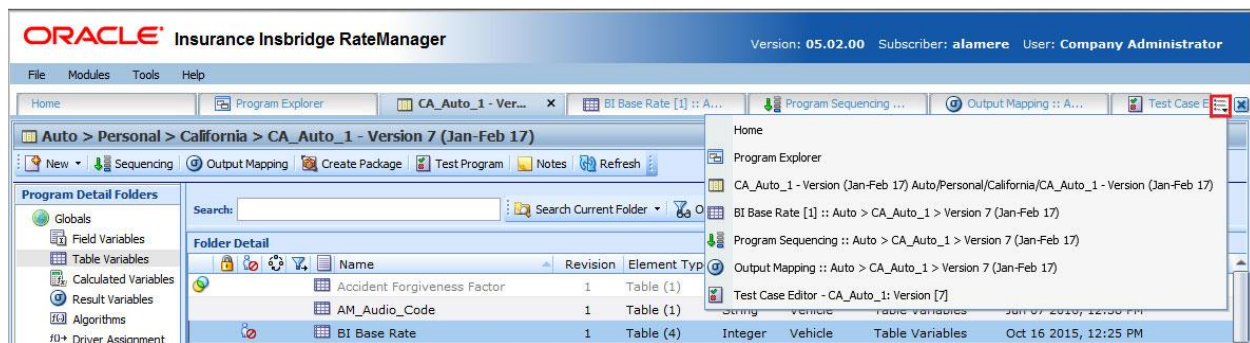 ORACLE® Insurance Insbridge RateManager
Version: 05.02.00 Subscriber: alamere User: Company Administrator
File Modules Tools Help
Home Program Explorer CA_Auto_1 - Ver... x BI Base Rate [1] :: A... Program Sequencing ... Output Mapping :: A... Test Case E
Auto > Personal > California > CA_Auto_1 - Version 7 (Jan-Feb 17)
New Sequencing Output Mapping Create Package Test Program Notes Refresh
Program Detail Folders
Globals
Field Variables
Table Variables
Calculated Variables
Result Variables
Algorithms
Driver Assignment
Search: Search Current Folder
Folder Detail
Name Revision Element Typ
Accident Forgiveness Factor 1 Table (1)
AM_Audio_Code 1 Table (1)
BI Base Rate 1 Table (4) Integer Vehicle Table Variables Oct 16 2015, 12:25 PM
Home
Program Explorer
CA_Auto_1 - Version (Jan-Feb 17) Auto/Personal/California/CA_Auto_1 - Version (Jan-Feb 17)
BI Base Rate [1] :: Auto > CA_Auto_1 > Version 7 (Jan-Feb 17)
Program Sequencing :: Auto > CA_Auto_1 > Version 7 (Jan-Feb 17)
Output Mapping :: Auto > CA_Auto_1 > Version 7 (Jan-Feb 17)
Test Case Editor - CA_Auto_1: Version [7]